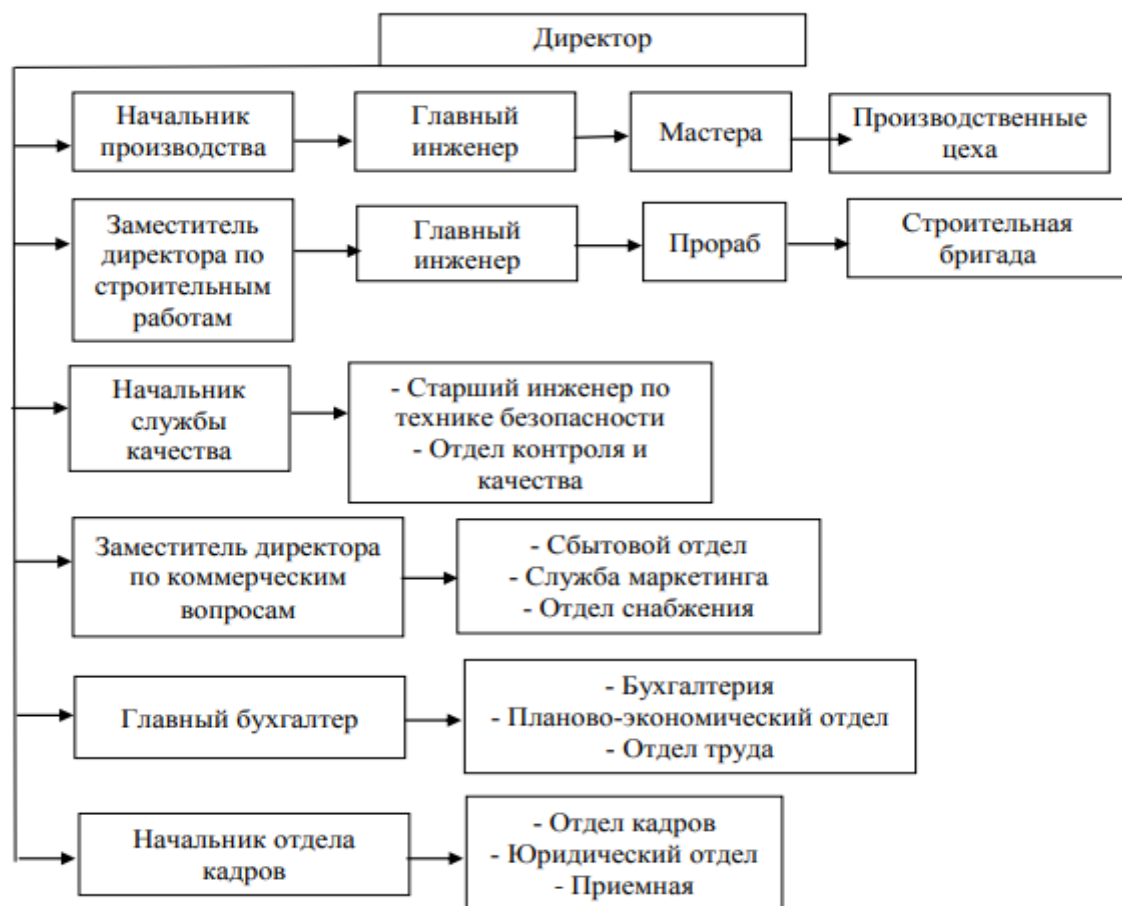 Директор
Начальник
производства
Главный
инженер
Мастера
Производственные
цеха
Заместитель
директора по
строительным
работам
Главный
инженер
Прораб
Строительная
бригада
Начальник
службы
качества
- Старший инженер по
технике безопасности
- Отдел контроля и
качества
Заместитель директора
по коммерческим
вопросам
- Сбытовой отдел
- Служба маркетинга
- Отдел снабжения
Главный бухгалтер
- Бухгалтерия
- Планово-экономический отдел
- Отдел труда
Начальник отдела
кадров
- Отдел кадров
- Юридический отдел
- Приемная